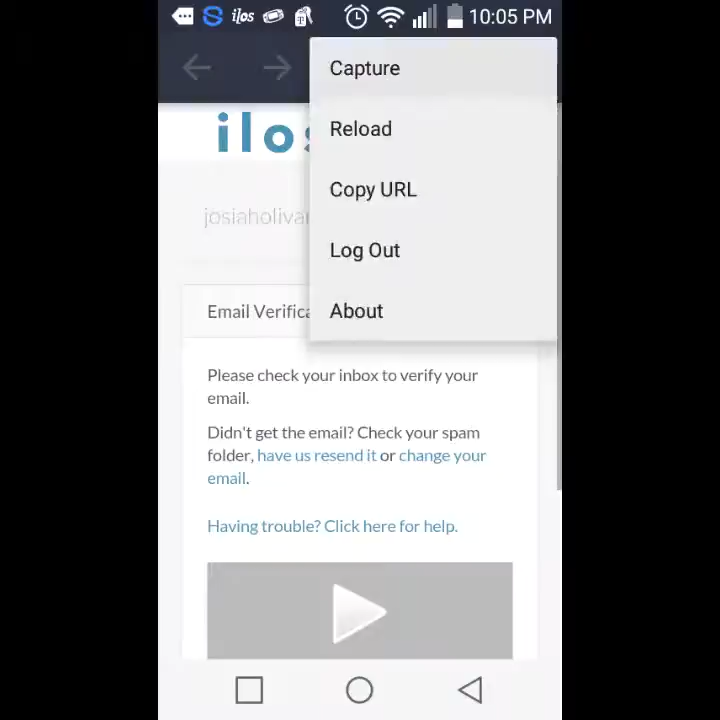 ilos
10:05 PM
Capture
Reload
Copy URL
Log Out
About
ilos
josiaholiva
Email Verifica
Please check your inbox to verify your
email.
Didn't get the email? Check your spam
folder, have us resend it or change your
email.
Having trouble? Click here for help.